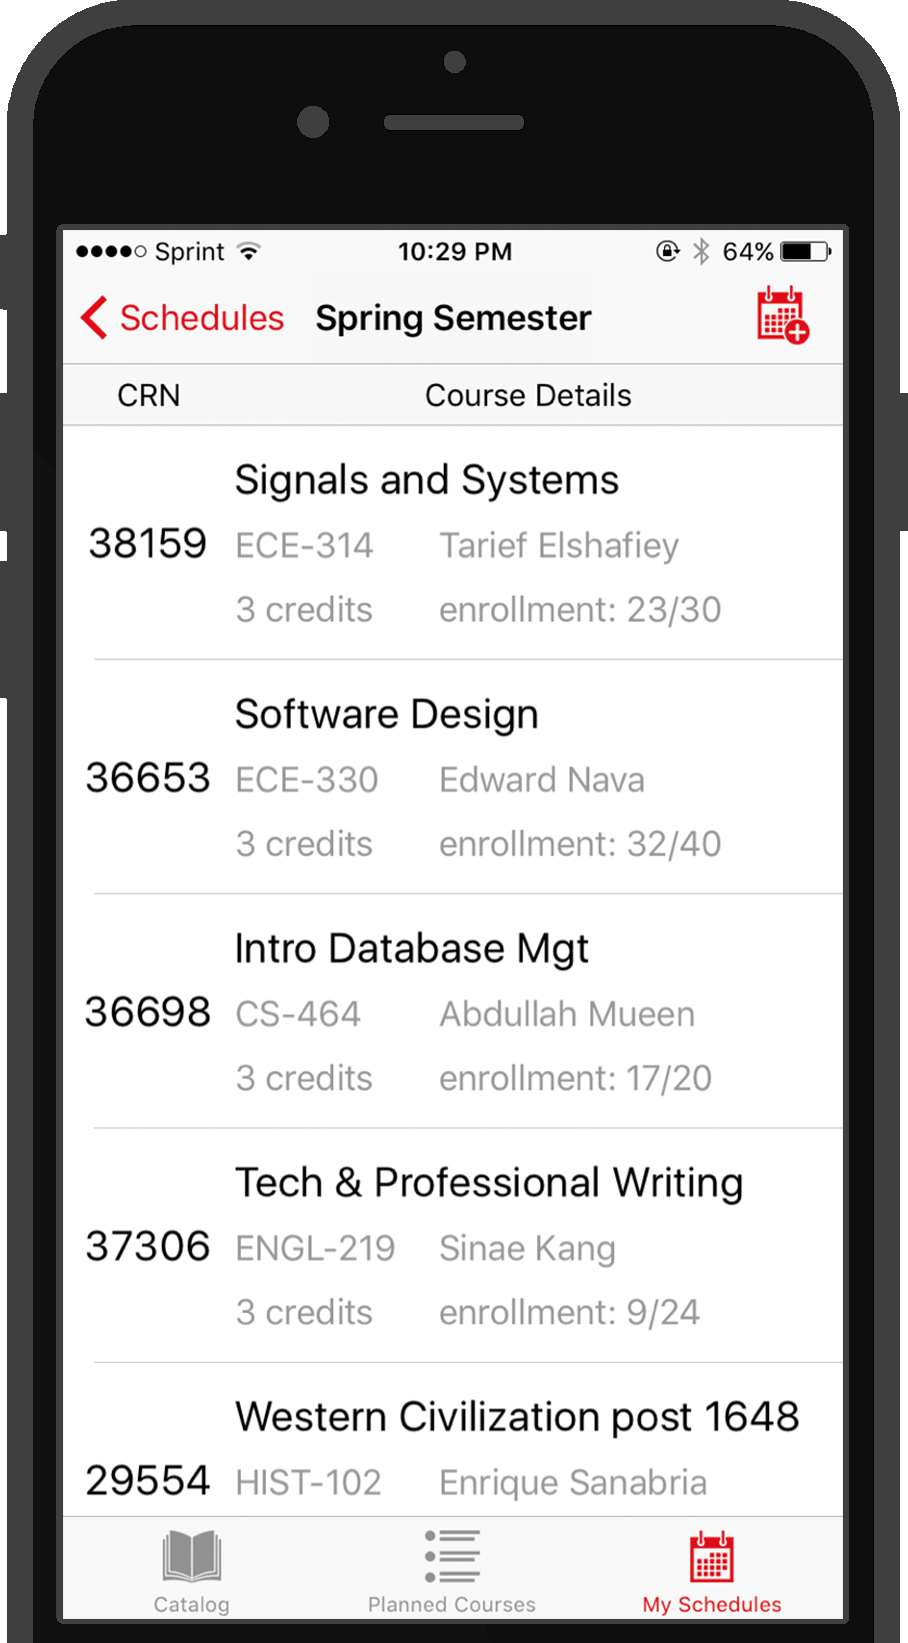 Sprint 10:29 PM 64%
Schedules Spring Semester
CRN Course Details
Signals and Systems
38159 ECE-314 Tarief Elshafiey
3 credits enrollment: 23/30
Software Design
36653 ECE-330 Edward Nava
3 credits enrollment: 32/40
Intro Database Mgt
36698 CS-464 Abdullah Mueen
3 credits enrollment: 17/20
Tech & Professional Writing
37306 ENGL-219 Sinae Kang
3 credits enrollment: 9/24
Western Civilization post 1648
29554 HIST-102 Enrique Sanabria
Catalog Planned Courses My Schedules